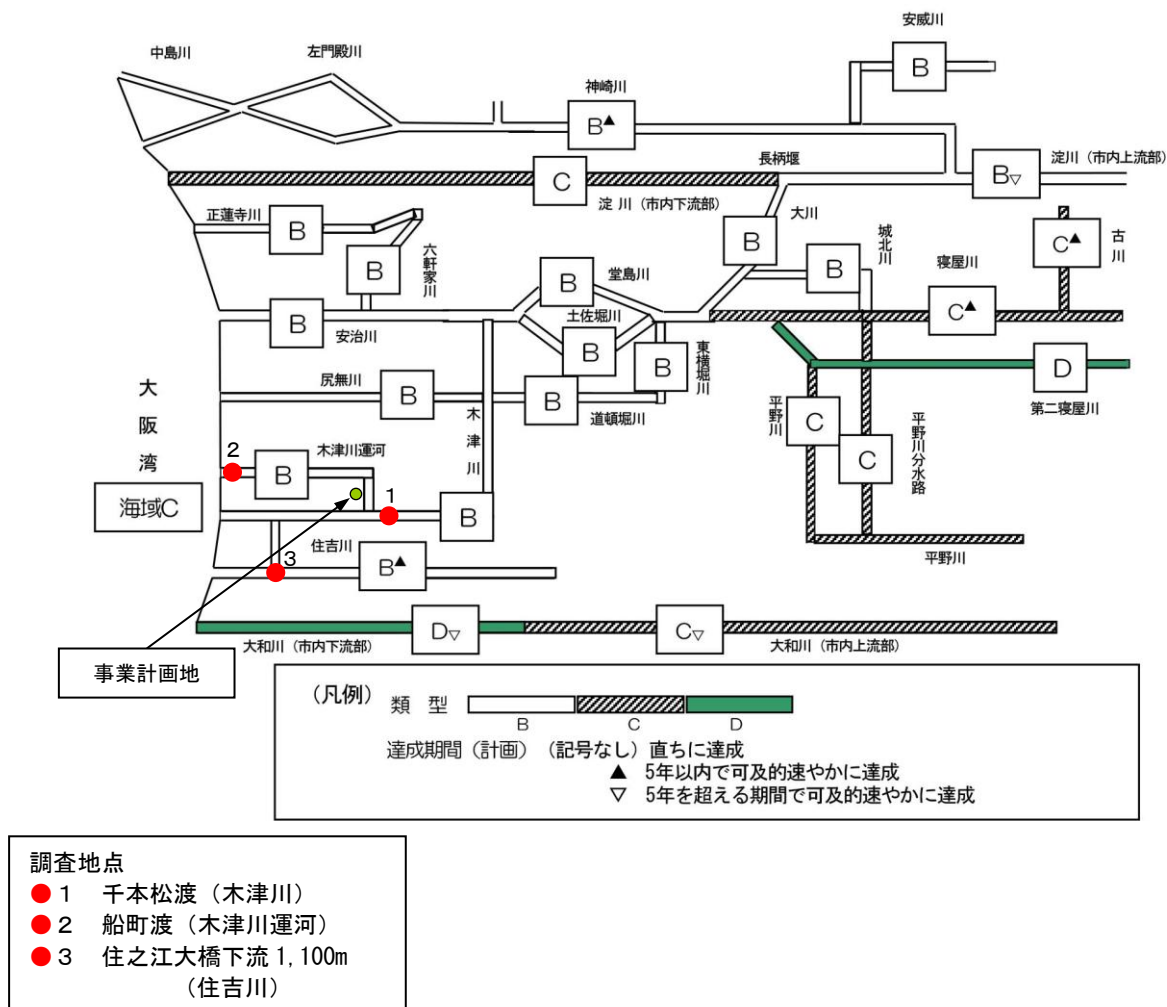 安威川
中島川
左門殿川
B
神崎川
B▲
長柄堰
淀川（市内上流部）
B▽
C
淀川（市内下流部）
大川
城北川
古川
正蓮寺川
B
B
六軒家川
B
B
C▲
寝屋川
堂島川
B
C▲
土佐堀川
B
安治川
B
東横堀川
B
D
第二寝屋川
尻無川
B
B
道頓堀川
木津川
平野川
C
平野川分水路
C
大阪湾
2
木津川運河
B
1
海域C
B
住吉川
3
B▲
平野川
D▽
C▽
大和川（市内下流部）
大和川（市内上流部）
事業計画地
（凡例）
類型
B
C
D
達成期間（計画）（記号なし）直ちに達成
▲ 5年以内で可及的速やかに達成
▽ 5年を超える期間で可及的速やかに達成
調査地点
●1 千本松渡（木津川）
●2 船町渡（木津川運河）
●3 住之江大橋下流1,100m
（住吉川）